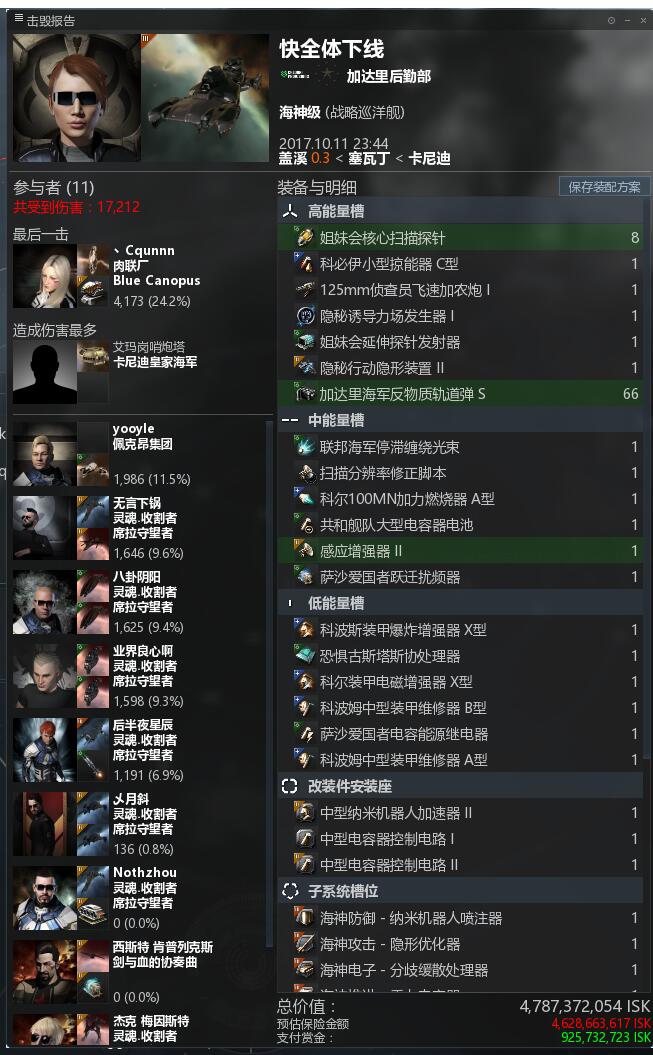 击毁报告
快全体下线
加达里后勤部
海神级 (战略巡洋舰)
2017.10.11 23:44
盖溪 0.3 < 塞瓦丁 < 卡尼迪
参与者 (11)
共受到伤害：17,212
最后一击
丶 Cqunnn
肉联厂
Blue Canopus
4,173 (24.2%)
造成伤害最多
艾玛岗哨炮塔
卡尼迪皇家海军
yooyle
佩克昂集团
1,986 (11.5%)
无言下锅
灵魂.收割者
席拉守望者
1,646 (9.6%)
八卦阴阳
灵魂.收割者
席拉守望者
1,625 (9.4%)
业界良心啊
灵魂.收割者
席拉守望者
1,598 (9.3%)
后半夜星辰
灵魂.收割者
席拉守望者
1,191 (6.9%)
乄月斜
灵魂.收割者
席拉守望者
136 (0.8%)
Nothzhou
灵魂.收割者
席拉守望者
0 (0.0%)
西斯特 肯普列克斯
剑与血的协奏曲
0 (0.0%)
杰克 梅因斯特
灵魂.收割者
装备与明细
保存装配方案
高能量槽
姐妹会核心扫描探针 8
科必伊小型掠能器 C型 1
125mm侦查员飞速加农炮 I 1
隐秘诱导力场发生器 I 1
姐妹会延伸探针发射器 1
隐秘行动隐形装置 II 1
加达里海军反物质轨道弹 S 66
中能量槽
联邦海军停滞缠绕光束 1
扫描分辨率修正脚本 1
科尔100MN加力燃烧器 A型 1
共和舰队大型电容器电池 1
感应增强器 II 1
萨沙爱国者跃迁扰频器 1
低能量槽
科波斯装甲爆炸增强器 X型 1
恐惧古斯塔斯协处理器 1
科尔装甲电磁增强器 X型 1
科波姆中型装甲维修器 B型 1
萨沙爱国者电容能源继电器 1
科波姆中型装甲维修器 A型 1
改装件安装座
中型纳米机器人加速器 II 1
中型电容器控制电路 I 1
中型电容器控制电路 II 1
子系统槽位
海神防御 - 纳米机器人喷注器 1
海神攻击 - 隐形优化器 1
海神电子 - 分歧缓散处理器 1
总价值： 4,787,372,054 ISK
预估保险金额 4,628,663,617 ISK
支付赏金： 925,732,723 ISK